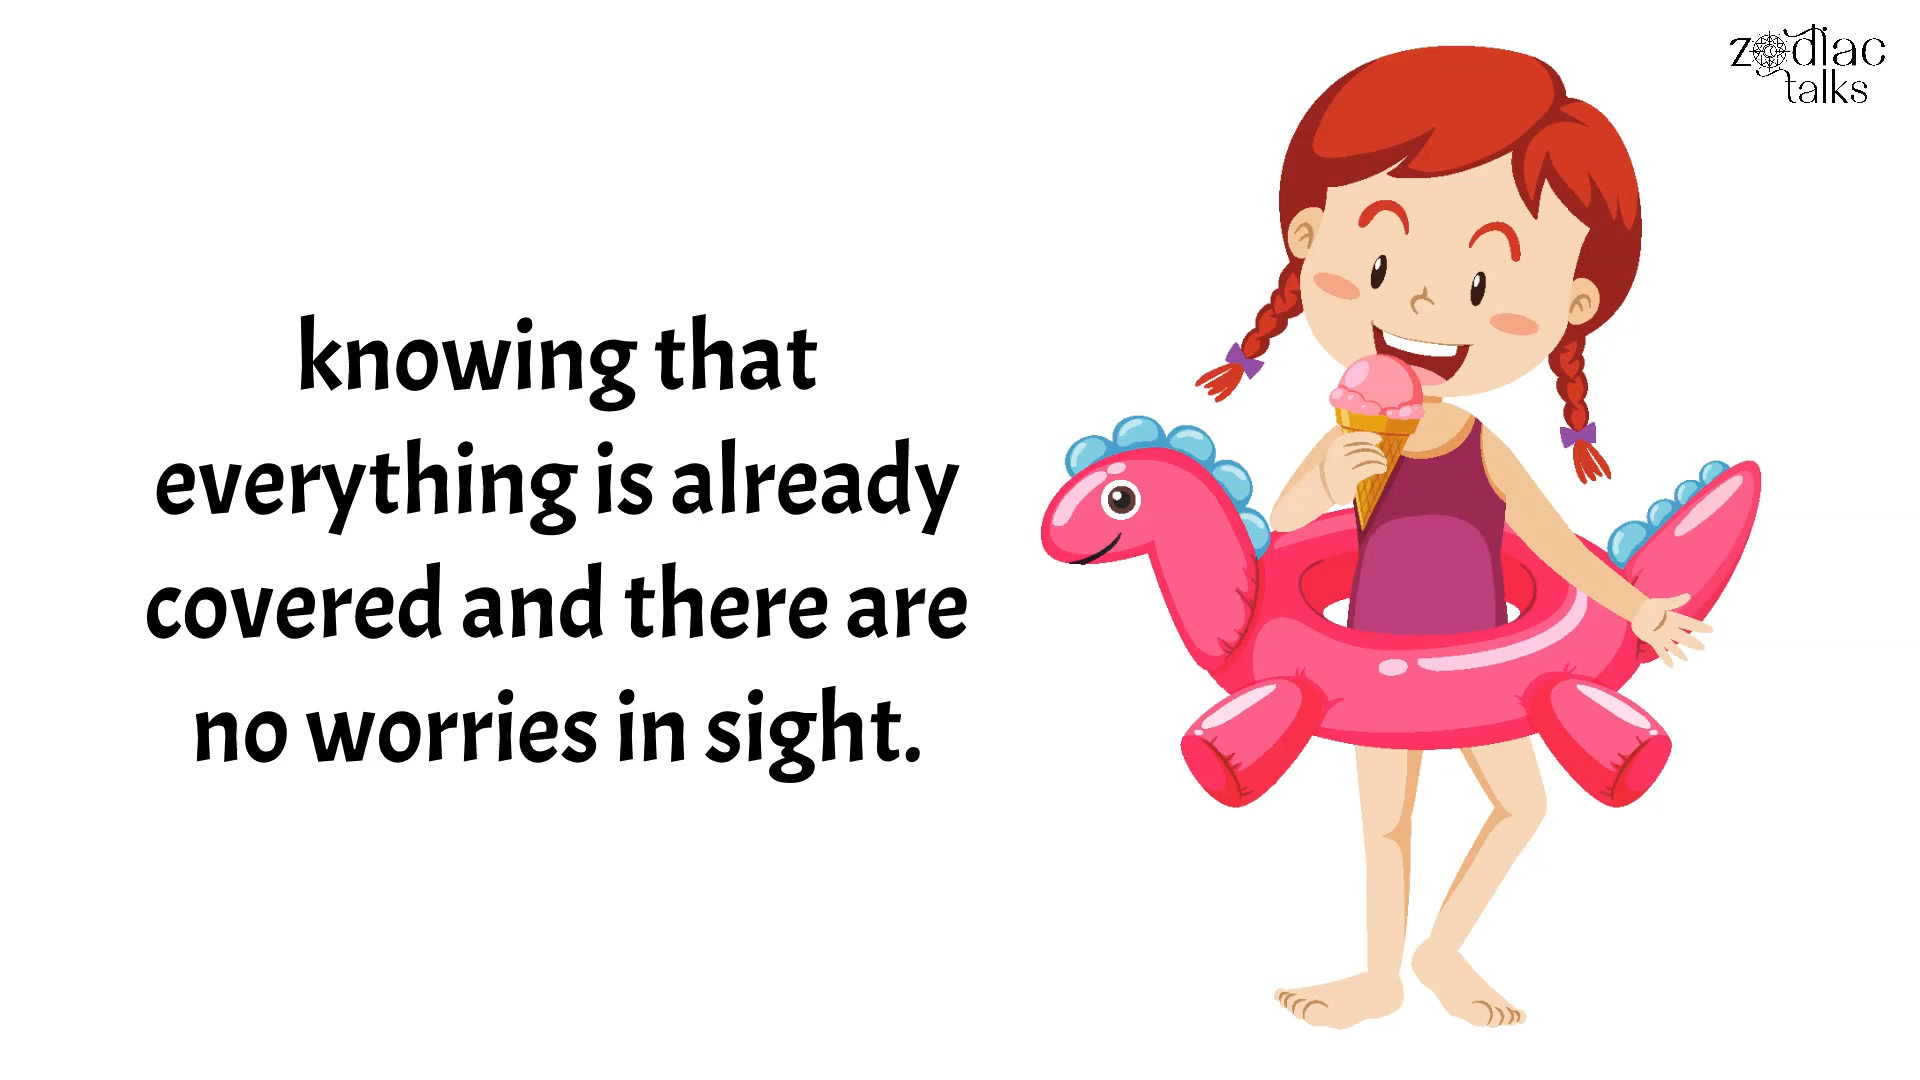 zodiac
talks
knowing that
everything is already
covered and there are
no worries in sight.